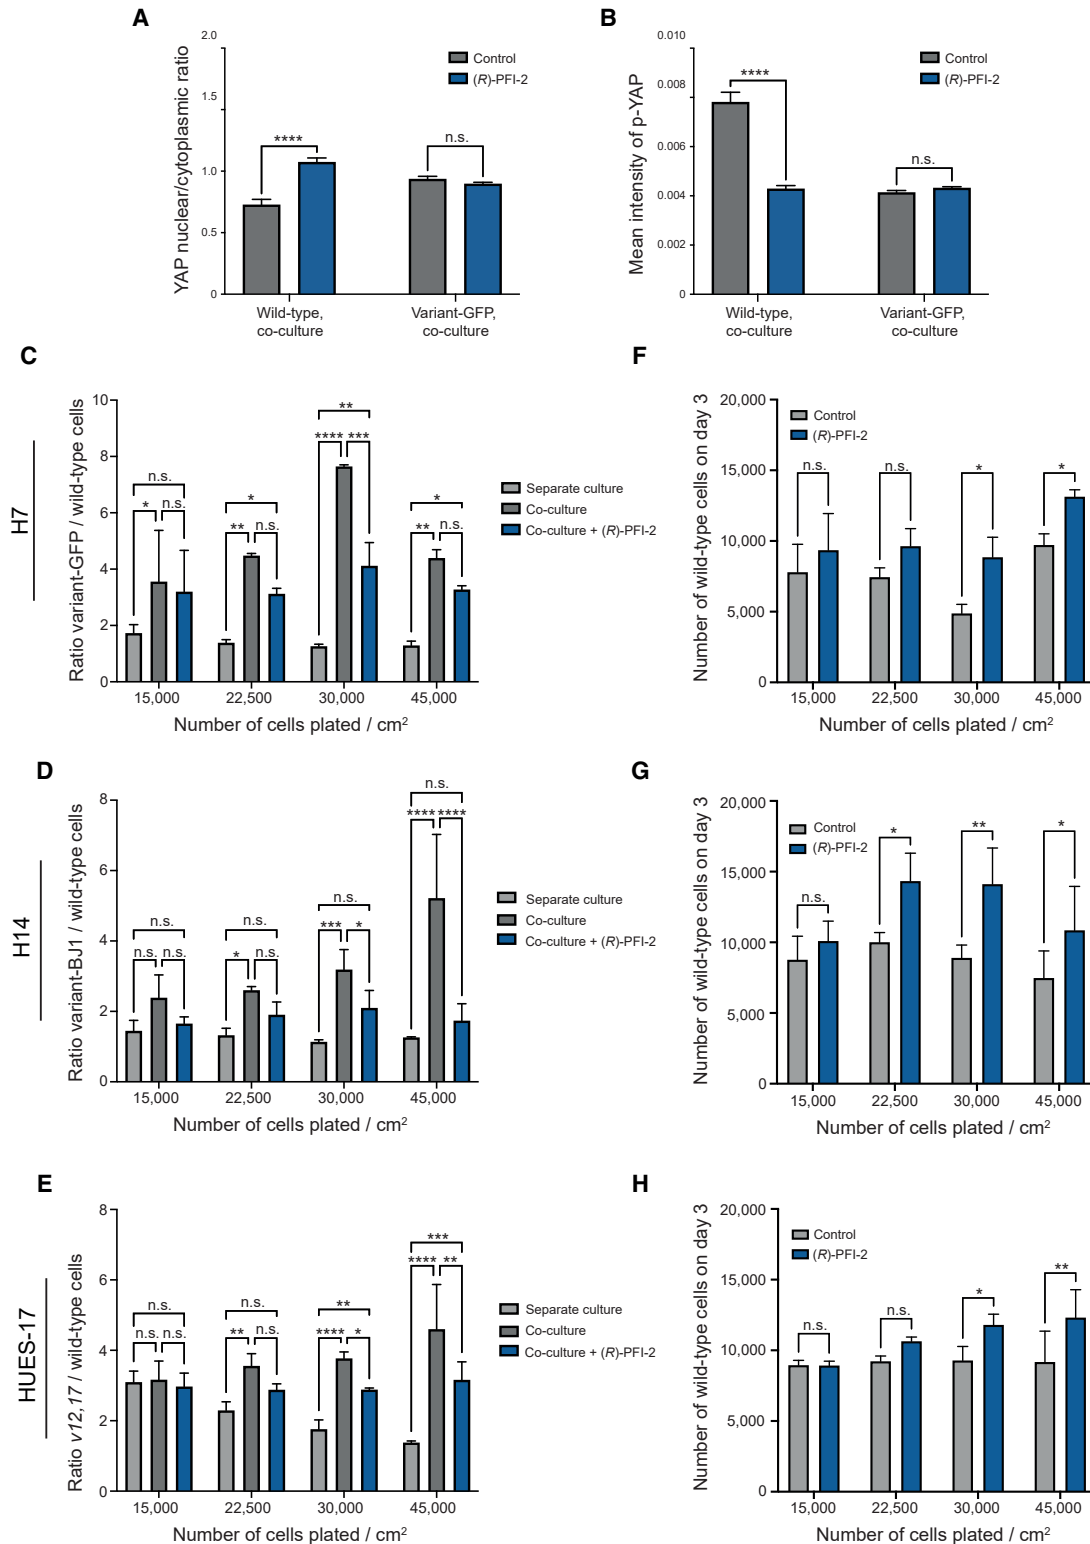 A
YAP nuclear/cytoplasmic ratio
2.0
1.5
1.0
0.5
0
Control
(R)-PFI-2
****
n.s.
Wild-type,
co-culture
Variant-GFP,
co-culture
B
Mean intensity of p-YAP
0.010
0.008
0.006
0.004
0.002
0
Control
(R)-PFI-2
****
n.s.
Wild-type,
co-culture
Variant-GFP,
co-culture
C
H7
Ratio variant-GFP / wild-type cells
10
8
6
4
2
0
n.s.
* n.s.
*
** n.s.
**
**** ***
*
** n.s.
Separate culture
Co-culture
Co-culture + (R)-PFI-2
15,000 22,500 30,000 45,000
Number of cells plated / cm²
F
Number of wild-type cells on day 3
20,000
15,000
10,000
5,000
0
Control
(R)-PFI-2
n.s. n.s. * *
15,000 22,500 30,000 45,000
Number of cells plated / cm²
D
H14
Ratio variant-BJ1 / wild-type cells
8
6
4
2
0
n.s.
n.s. n.s.
n.s.
* n.s.
n.s.
*** *
n.s.
**** ****
Separate culture
Co-culture
Co-culture + (R)-PFI-2
15,000 22,500 30,000 45,000
Number of cells plated / cm²
G
Number of wild-type cells on day 3
20,000
15,000
10,000
5,000
0
Control
(R)-PFI-2
n.s. * ** *
15,000 22,500 30,000 45,000
Number of cells plated / cm²
E
HUES-17
Ratio v12,17 / wild-type cells
8
6
4
2
0
n.s.
n.s. n.s.
n.s.
** n.s.
**
**** *
***
**** **
Separate culture
Co-culture
Co-culture + (R)-PFI-2
15,000 22,500 30,000 45,000
Number of cells plated / cm²
H
Number of wild-type cells on day 3
20,000
15,000
10,000
5,000
0
Control
(R)-PFI-2
n.s. n.s. * **
15,000 22,500 30,000 45,000
Number of cells plated / cm²